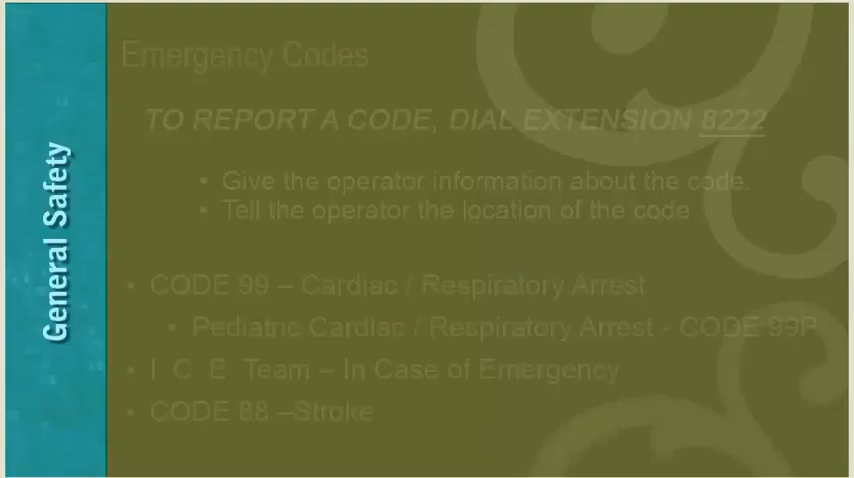 General Safety
Emergency Codes
TO REPORT A CODE, DIAL EXTENSION 8222
• Give the operator information about the code.
• Tell the operator the location of the code
• CODE 99 – Cardiac / Respiratory Arrest
• Pediatric Cardiac / Respiratory Arrest - CODE 99P
• I C E Team – In Case of Emergency
• CODE 88 –Stroke